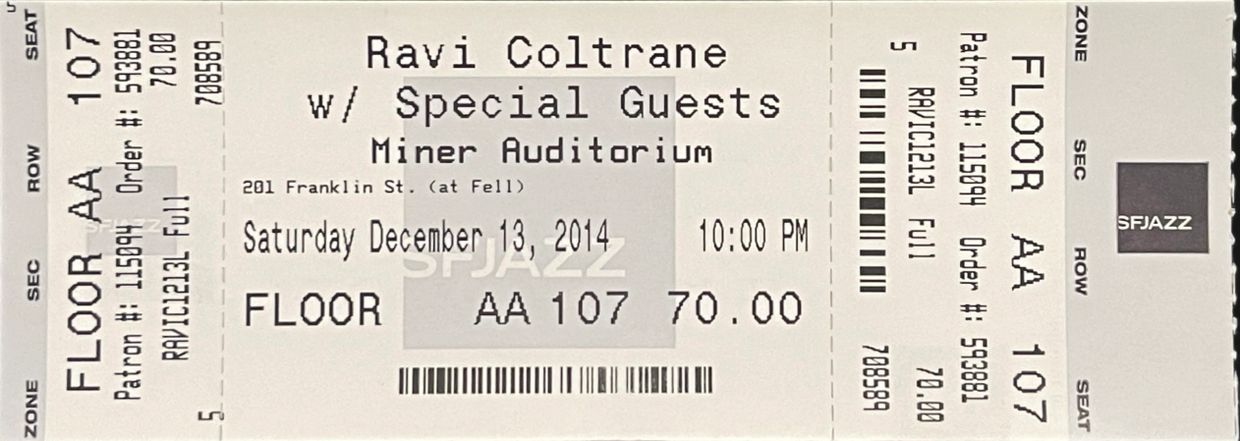 ZONE SEC ROW SEAT
FLOOR AA 107
Patron #: 115094 Order #: 593881
RAVIC1213L Full 70.00
5 708589
SFJAZZ
Ravi Coltrane
w/ Special Guests
Miner Auditorium
201 Franklin St. (at Fell)
Saturday December 13, 2014 10:00 PM
SFJAZZ
FLOOR AA 107 70.00
5 708589
RAVIC1213L Full 70.00
Patron #: 115094 Order #: 593881
FLOOR AA 107
ZONE SEC ROW SEAT
SFJAZZ